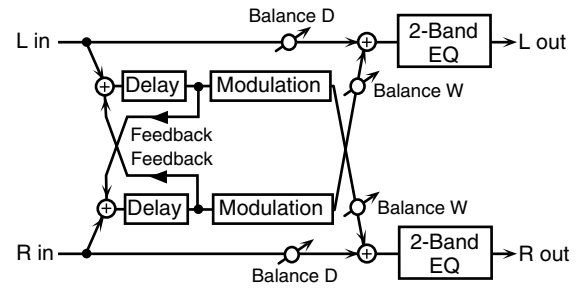 Balance D
L in
2-Band
EQ
L out
Delay
Modulation
Balance W
Feedback
Feedback
Delay
Modulation
Balance W
R in
2-Band
EQ
R out
Balance D